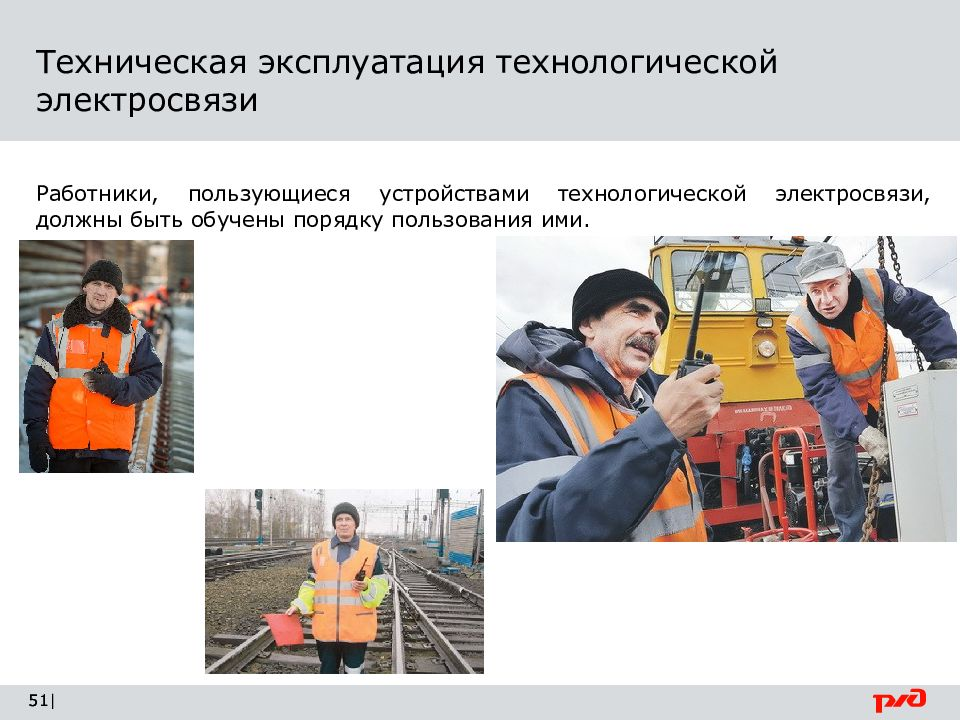 Техническая эксплуатация технологической
электросвязи
Работники, пользующиеся устройствами технологической электросвязи,
должны быть обучены порядку пользования ими.
51|
ржд